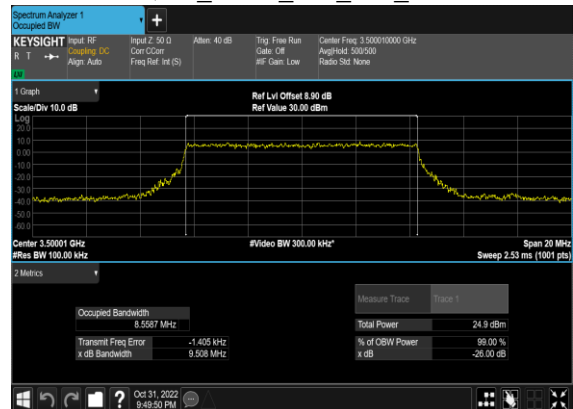 Spectrum Analyzer 1
Occupied BW
KEYSIGHT Input: RF Input Z: 50 Ω Atten: 40 dB Trig: Free Run Center Freq: 3.500010000 GHz
R T Coupling: DC Corr CCorr Gate: Off Avg|Hold: 500/500
Align: Auto Freq Ref: Int (S) #IF Gain: Low Radio Std: None
LU
1 Graph
Ref Lvl Offset 8.90 dB
Scale/Div 10.0 dB Ref Value 30.00 dBm
Log
20.0
10.0
0.00
-10.0
-20.0
-30.0
-40.0
-50.0
-60.0
Center 3.50001 GHz #Video BW 300.00 kHz* Span 20 MHz
#Res BW 100.00 kHz Sweep 2.53 ms (1001 pts)
2 Metrics
Measure Trace Trace 1
Occupied Bandwidth
8.5587 MHz Total Power 24.9 dBm
Transmit Freq Error -1.405 kHz % of OBW Power 99.00 %
x dB Bandwidth 9.508 MHz x dB -26.00 dB
Oct 31, 2022
9:49:50 PM